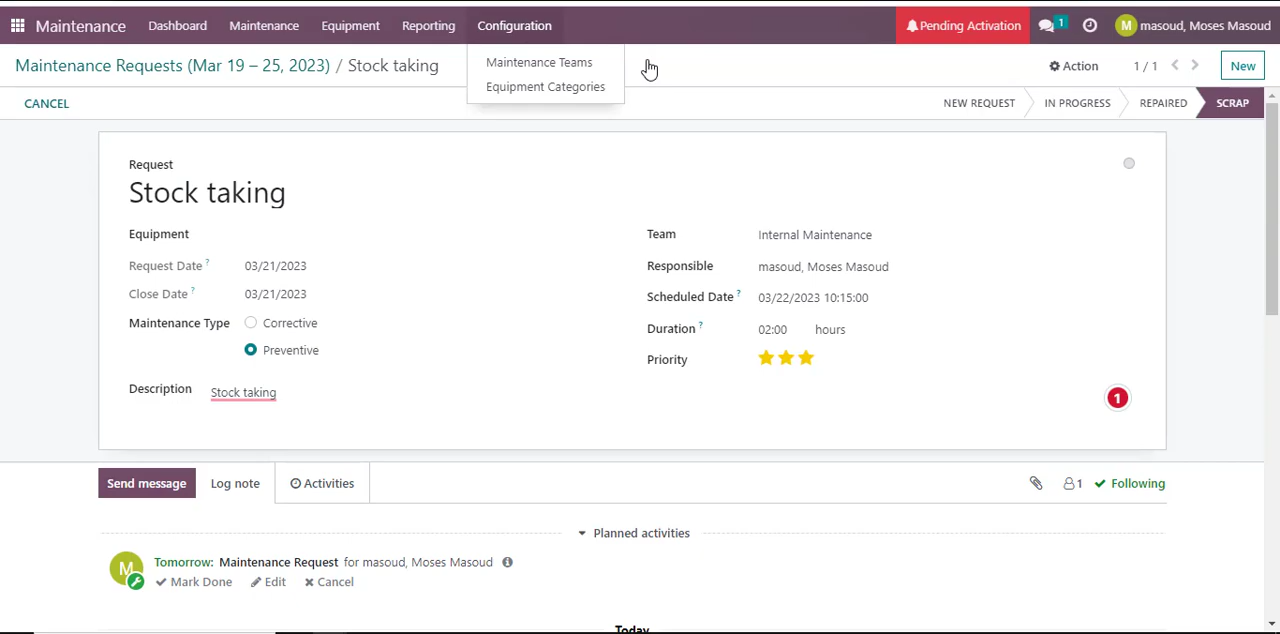 Maintenance Dashboard Maintenance Equipment Reporting Configuration Pending Activation 1 M masoud, Moses Masoud
Maintenance Teams
Equipment Categories
Maintenance Requests (Mar 19 – 25, 2023) / Stock taking Action 1 / 1 New
CANCEL NEW REQUEST IN PROGRESS REPAIRED SCRAP
Request
Stock taking
Equipment
Request Date ? 03/21/2023
Close Date ? 03/21/2023
Maintenance Type Corrective
Preventive
Description Stock taking
Team Internal Maintenance
Responsible masoud, Moses Masoud
Scheduled Date ? 03/22/2023 10:15:00
Duration ? 02:00 hours
Priority
1
Send message Log note Activities 1 Following
Planned activities
M Tomorrow: Maintenance Request for masoud, Moses Masoud
Mark Done Edit Cancel
Today